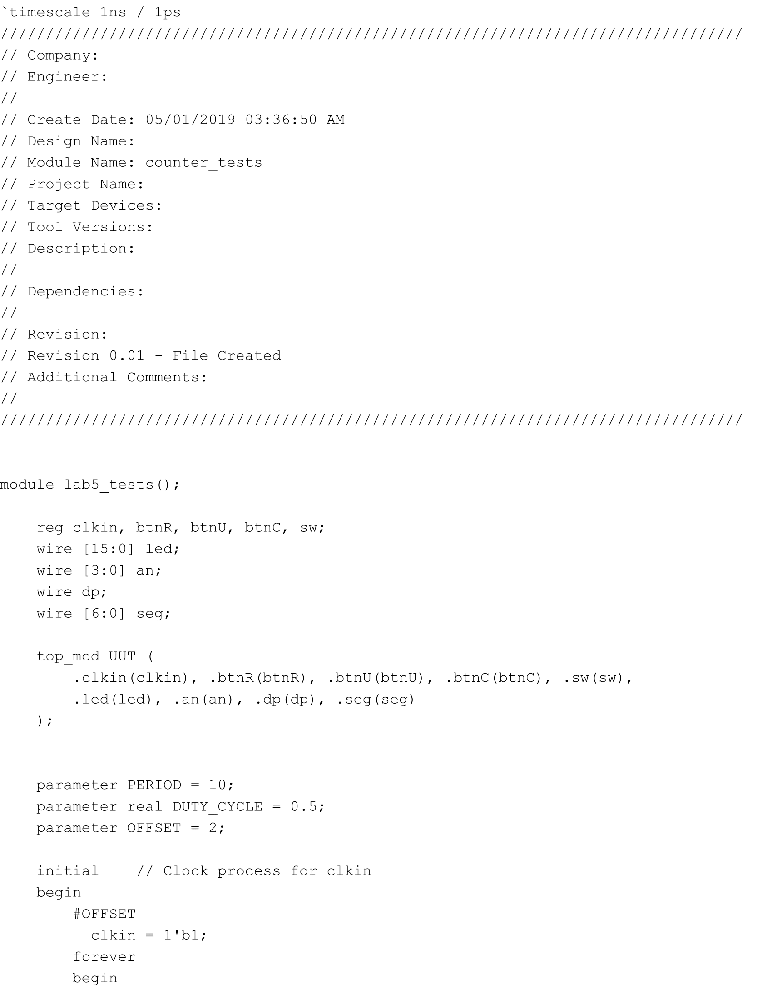 `timescale 1ns / 1ps
//////////////////////////////////////////////////////////////////////////////////
// Company:
// Engineer:
//
// Create Date: 05/01/2019 03:36:50 AM
// Design Name:
// Module Name: counter_tests
// Project Name:
// Target Devices:
// Tool Versions:
// Description:
//
// Dependencies:
//
// Revision:
// Revision 0.01 - File Created
// Additional Comments:
//
//////////////////////////////////////////////////////////////////////////////////
module lab5_tests();
    reg clkin, btnR, btnU, btnC, sw;
    wire [15:0] led;
    wire [3:0] an;
    wire dp;
    wire [6:0] seg;
    top_mod UUT (
        .clkin(clkin), .btnR(btnR), .btnU(btnU), .btnC(btnC), .sw(sw),
        .led(led), .an(an), .dp(dp), .seg(seg)
    );
    parameter PERIOD = 10;
    parameter real DUTY_CYCLE = 0.5;
    parameter OFFSET = 2;
    initial    // Clock process for clkin
    begin
        #OFFSET
          clkin = 1'b1;
        forever
        begin